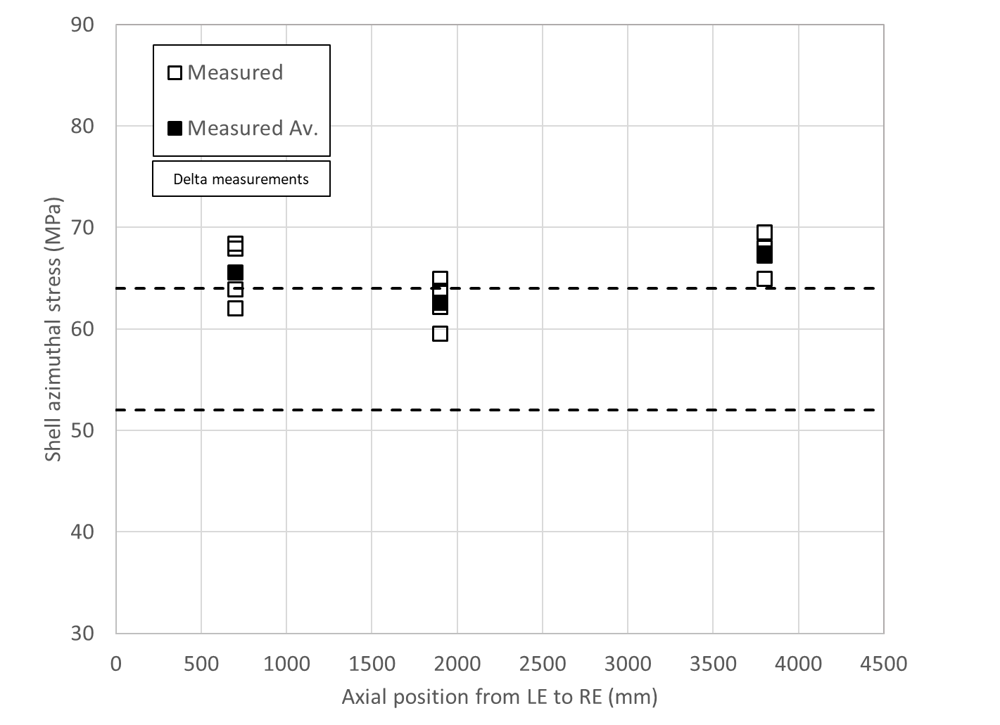 90
80
70
60
50
40
30
Shell azimuthal stress (MPa)
Measured
Measured Av.
Delta measurements
0 500 1000 1500 2000 2500 3000 3500 4000 4500
Axial position from LE to RE (mm)